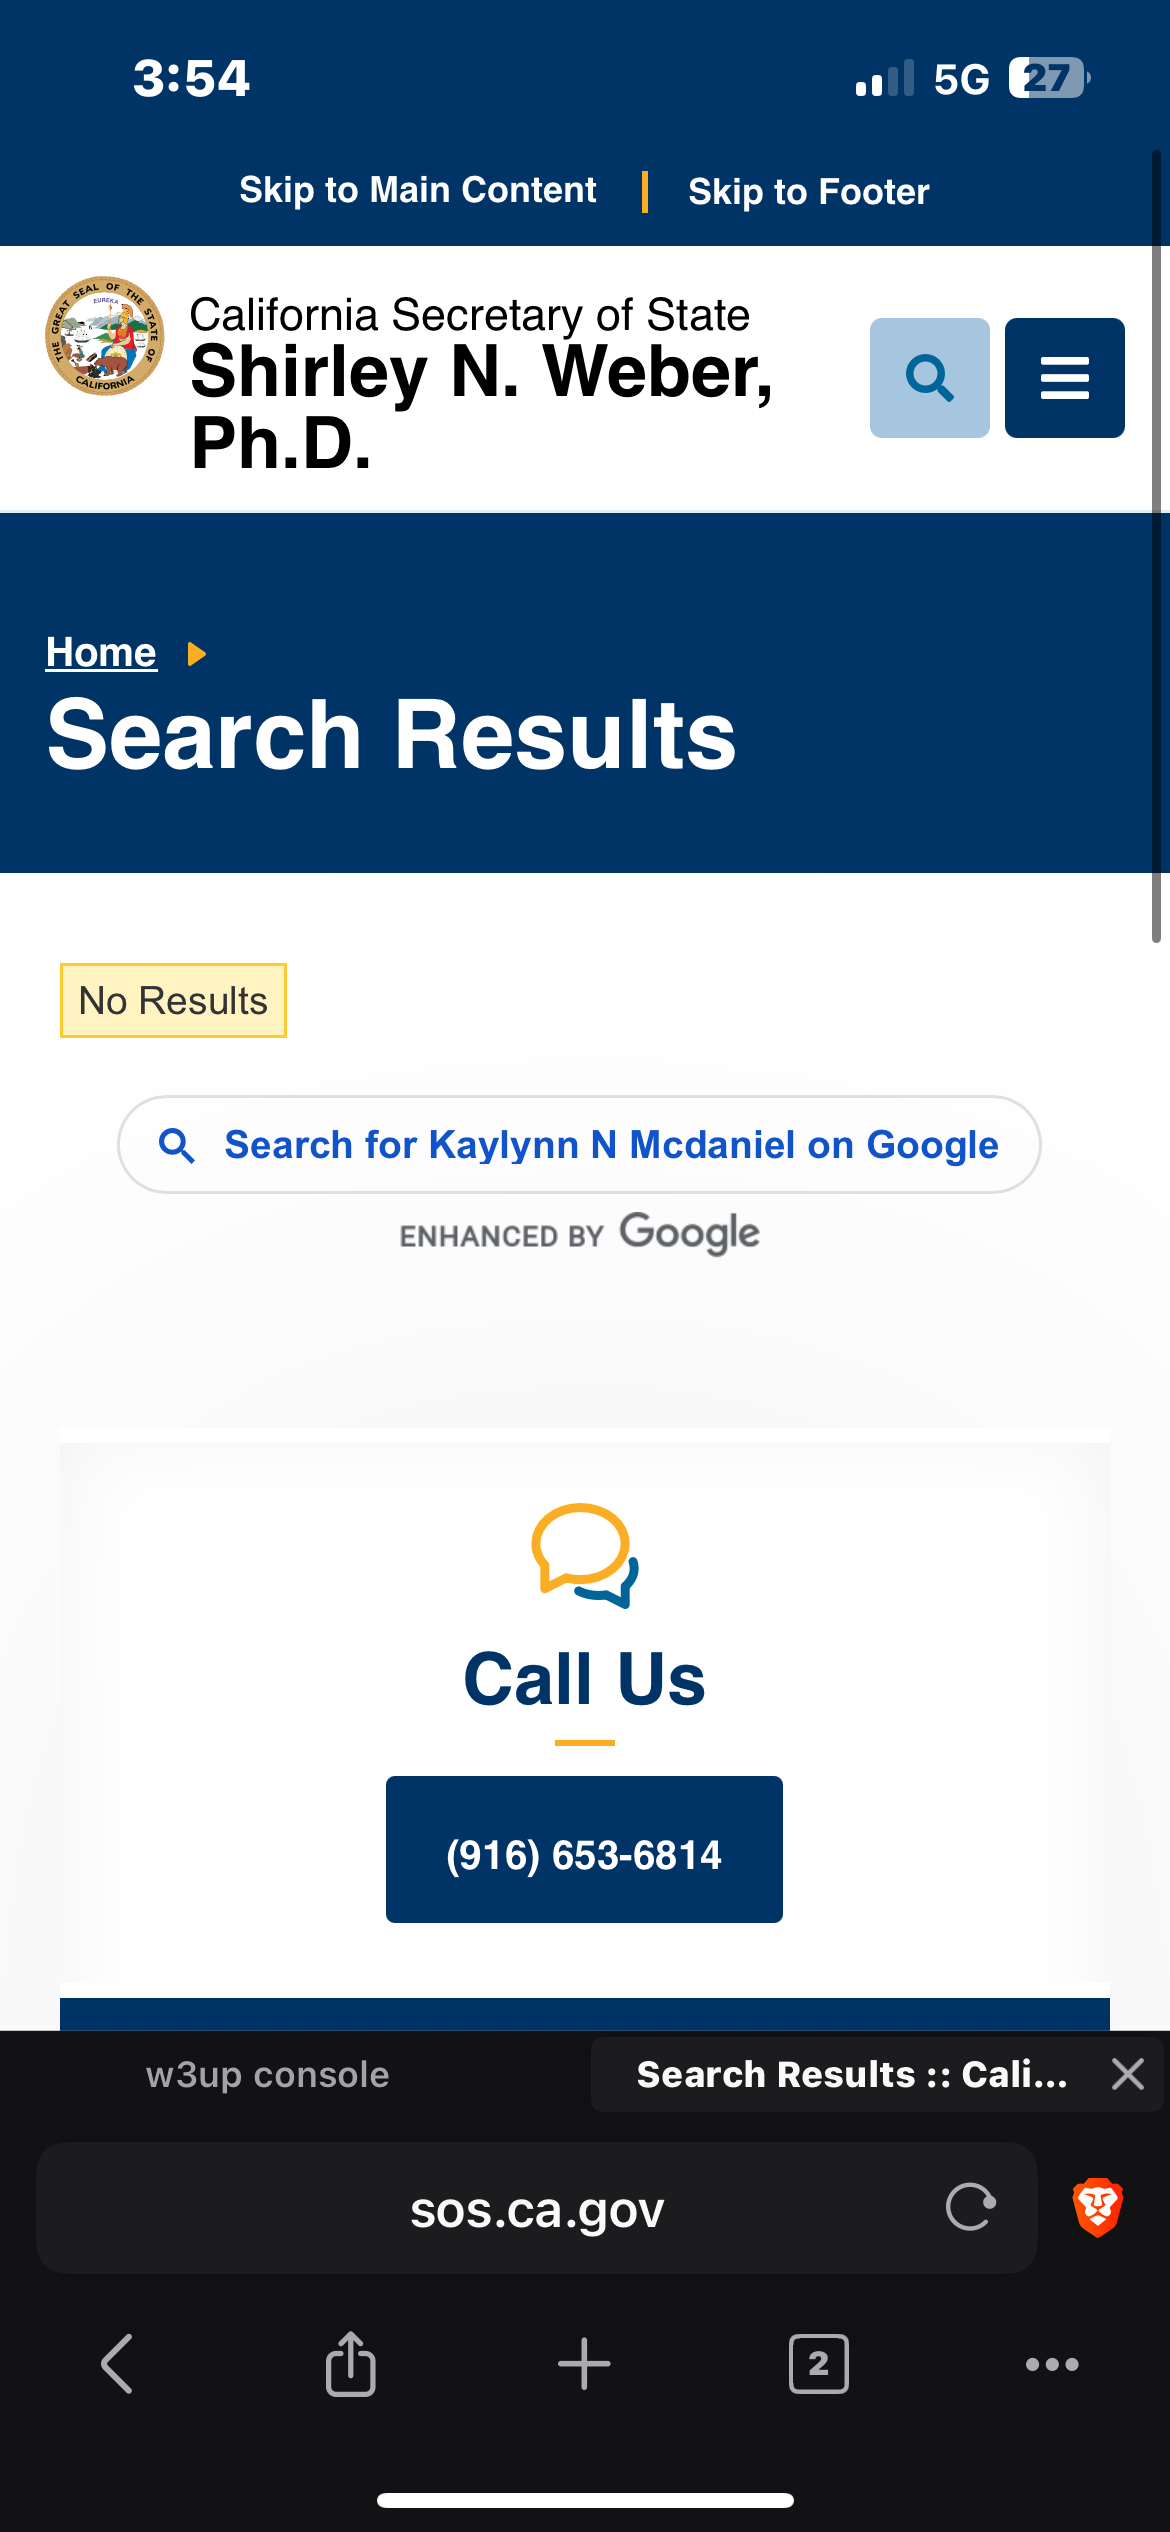 3:54
5G
27
Skip to Main Content
Skip to Footer
THE GREAT SEAL OF THE STATE OF CALIFORNIA
EUREKA
California Secretary of State
Shirley N. Weber,
Ph.D.
Home
Search Results
No Results
Search for Kaylynn N Mcdaniel on Google
ENHANCED BY Google
Call Us
(916) 653-6814
w3up console
Search Results :: Cali...
sos.ca.gov
2